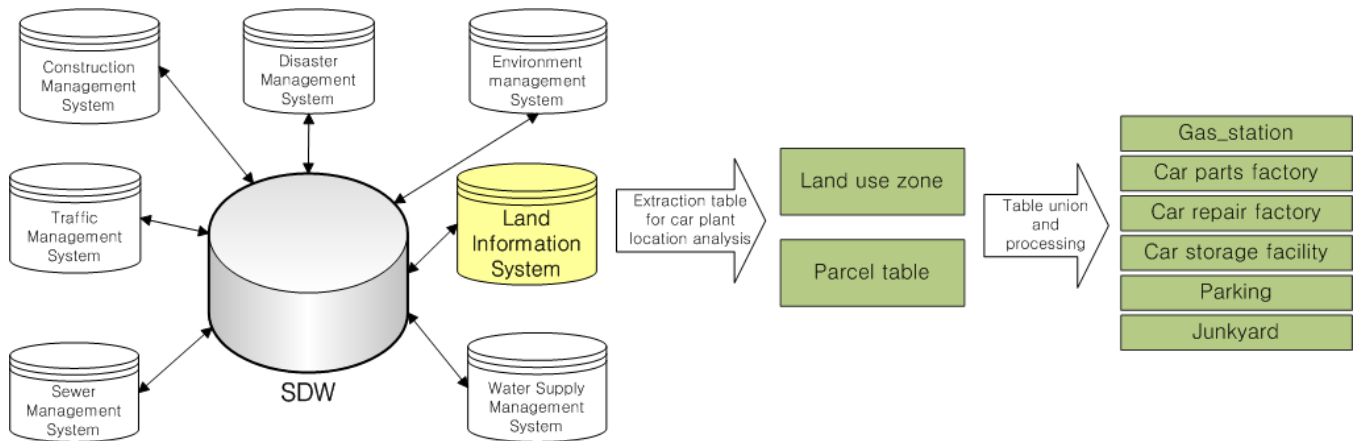 Construction
Management
System
Disaster
Management
System
Environment
management
System
Traffic
Management
System
Land
Information
System
Sewer
Management
System
SDW
Water Supply
Management
System
Extraction table
for car plant
location analysis
Land use zone
Parcel table
Table union
and
processing
Gas_station
Car parts factory
Car repair factory
Car storage facility
Parking
Junkyard